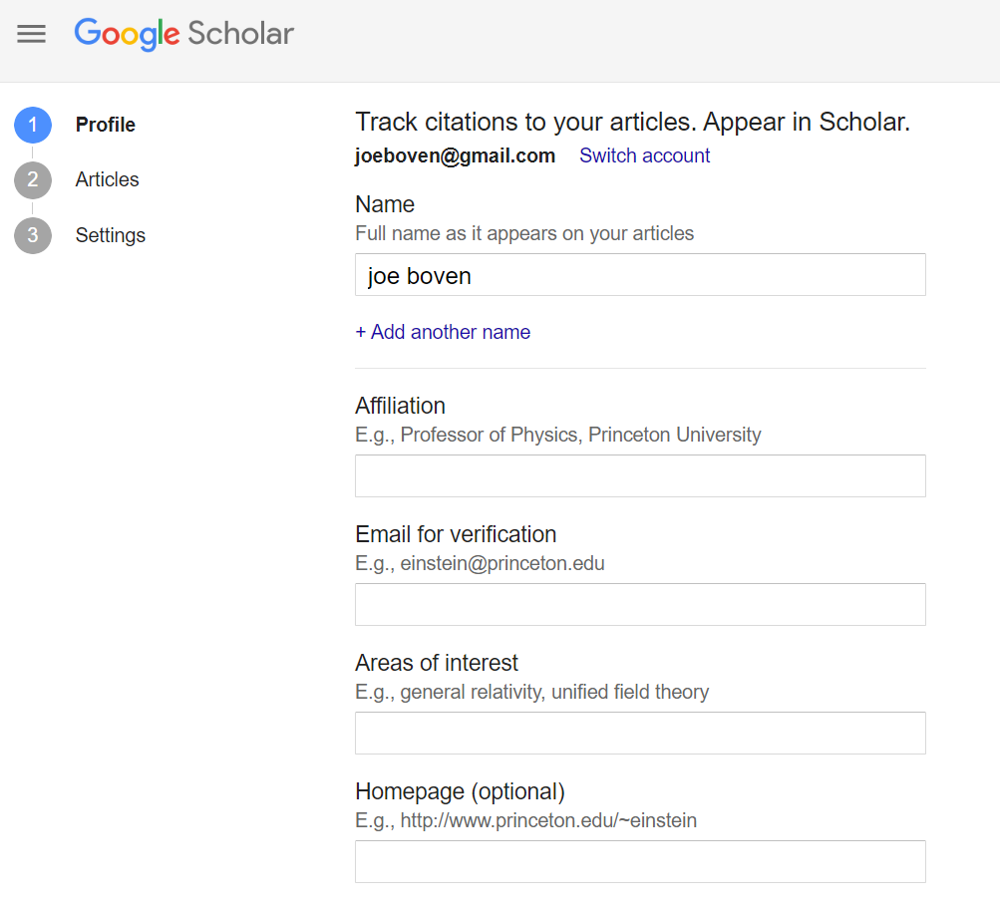 Google Scholar
1 Profile
2 Articles
3 Settings
Track citations to your articles. Appear in Scholar.
joeboven@gmail.com Switch account
Name
Full name as it appears on your articles
joe boven
+ Add another name
Affiliation
E.g., Professor of Physics, Princeton University
Email for verification
E.g., einstein@princeton.edu
Areas of interest
E.g., general relativity, unified field theory
Homepage (optional)
E.g., http://www.princeton.edu/~einstein